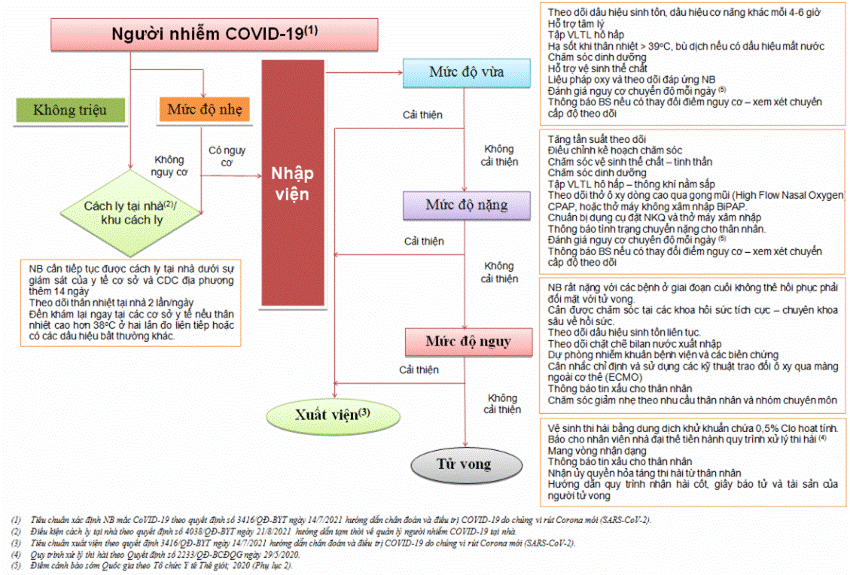 Người nhiễm COVID-19(1)
Không triệu
Mức độ nhẹ
Không
nguy cơ
Có nguy
cơ
Cách ly tại nhà(2)/
khu cách ly
NB cần tiếp tục được cách ly tại nhà dưới sự
giám sát của y tế cơ sở và CDC địa phương
thêm 14 ngày
Theo dõi thân nhiệt tại nhà 2 lần/ngày
Đến khám lại ngay tại các cơ sở y tế nếu thân
nhiệt cao hơn 38ºC ở hai lần đo liên tiếp hoặc
có các dấu hiệu bất thường khác.
Nhập
viện
Mức độ vừa
Cải thiện
Không
cải thiện
Mức độ nặng
Cải thiện
Không
cải thiện
Mức độ nguy
Cải thiện
Không
cải thiện
Xuất viện(3)
Tử vong
Theo dõi dấu hiệu sinh tồn, dấu hiệu cơ năng khác mỗi 4-6 giờ
Hỗ trợ tâm lý
Tập VLTL hô hấp
Hạ sốt khi thân nhiệt > 39ºC, bù dịch nếu có dấu hiệu mất nước
Chăm sóc dinh dưỡng
Hỗ trợ vệ sinh thể chất
Liệu pháp oxy và theo dõi đáp ứng NB
Đánh giá nguy cơ chuyển độ mỗi ngày (5)
Thông báo BS nếu có thay đổi điểm nguy cơ – xem xét chuyển
cấp độ theo dõi
Tăng tần suất theo dõi
Điều chỉnh kế hoạch chăm sóc
Chăm sóc vệ sinh thể chất – tinh thần
Chăm sóc dinh dưỡng
Tập VLTL hô hấp – thông khí nằm sấp
Theo dõi thở ô xy dòng cao qua gọng mũi (High Flow Nasal Oxygen)
CPAP, hoặc thở máy không xâm nhập BiPAP.
Chuẩn bị dụng cụ đặt NKQ và thở máy xâm nhập
Thông báo tình trạng chuyển nặng cho thân nhân.
Đánh giá nguy cơ chuyển độ mỗi ngày (5)
Thông báo BS nếu có thay đổi điểm nguy cơ – xem xét chuyển
cấp độ theo dõi
NB rất nặng với các bệnh ở giai đoạn cuối không thể hồi phục phải
đối mặt với tử vong.
Cần được chăm sóc tại các khoa hồi sức tích cực – chuyên khoa
sâu về hồi sức.
Theo dõi dấu hiệu sinh tồn liên tục.
Theo dõi chặt chẽ bilan nước xuất nhập
Dự phòng nhiễm khuẩn bệnh viện và các biến chứng
Cân nhắc chỉ định và sử dụng các kỹ thuật trao đổi ô xy qua màng
ngoài cơ thể (ECMO)
Thông báo tin xấu cho thân nhân
Chăm sóc giảm nhẹ theo nhu cầu thân nhân và nhóm chuyên môn
Vệ sinh thi hài bằng dung dịch khử khuẩn chứa 0,5% Clo hoạt tính.
Báo cho nhân viên nhà đại thể tiến hành quy trình xử lý thi hài (4)
Mang vòng nhận dạng
Thông báo tin xấu cho thân nhân
Nhận ủy quyền hỏa táng thi hài từ thân nhân
Hướng dẫn quy trình nhận hài cốt, giấy báo tử và tài sản của
người tử vong
(1) Tiêu chuẩn xác định NB mắc CoVID-19 theo quyết định số 3416/QĐ-BYT ngày 14/7/2021 hướng dẫn chẩn đoán và điều trị COVID-19 do chủng vi rút Corona mới (SARS-CoV-2).
(2) Điều kiện cách ly tại nhà theo quyết định số 4038/QĐ-BYT ngày 21/8/2021 hướng dẫn tạm thời về quản lý người nhiễm COVID-19 tại nhà.
(3) Tiêu chuẩn xuất viện theo quyết định 3416/QĐ-BYT ngày 14/7/2021 hướng dẫn chẩn đoán và điều trị COVID-19 do chủng vi rút Corona mới (SARS-CoV-2).
(4) Quy trình xử lý thi hài theo Quyết định số 2233/QĐ-BCĐQG ngày 29/5/2020.
(5) Điểm cảnh báo sớm Quốc gia theo Tổ chức Y tế Thế giới; 2020 (Phụ lục 2).